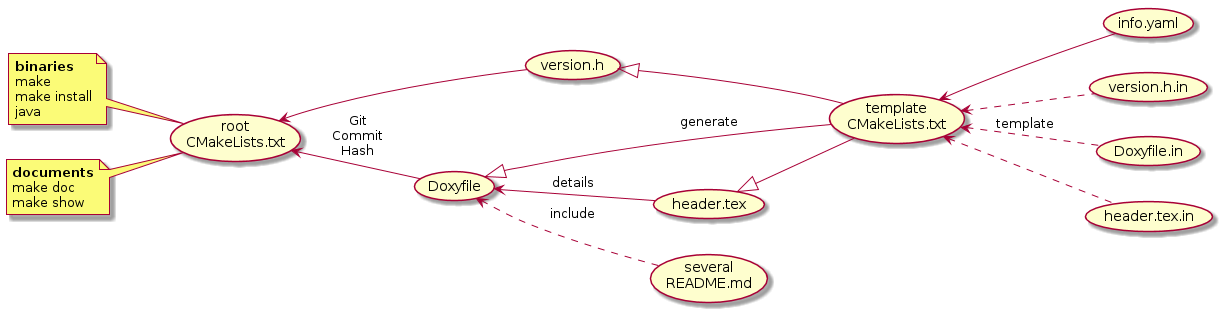 binaries
make
make install
java
documents
make doc
make show
root
CMakeLists.txt
Git
Commit
Hash
version.h
Doxyfile
generate
details
include
header.tex
several
README.md
template
CMakeLists.txt
template
info.yaml
version.h.in
Doxyfile.in
header.tex.in